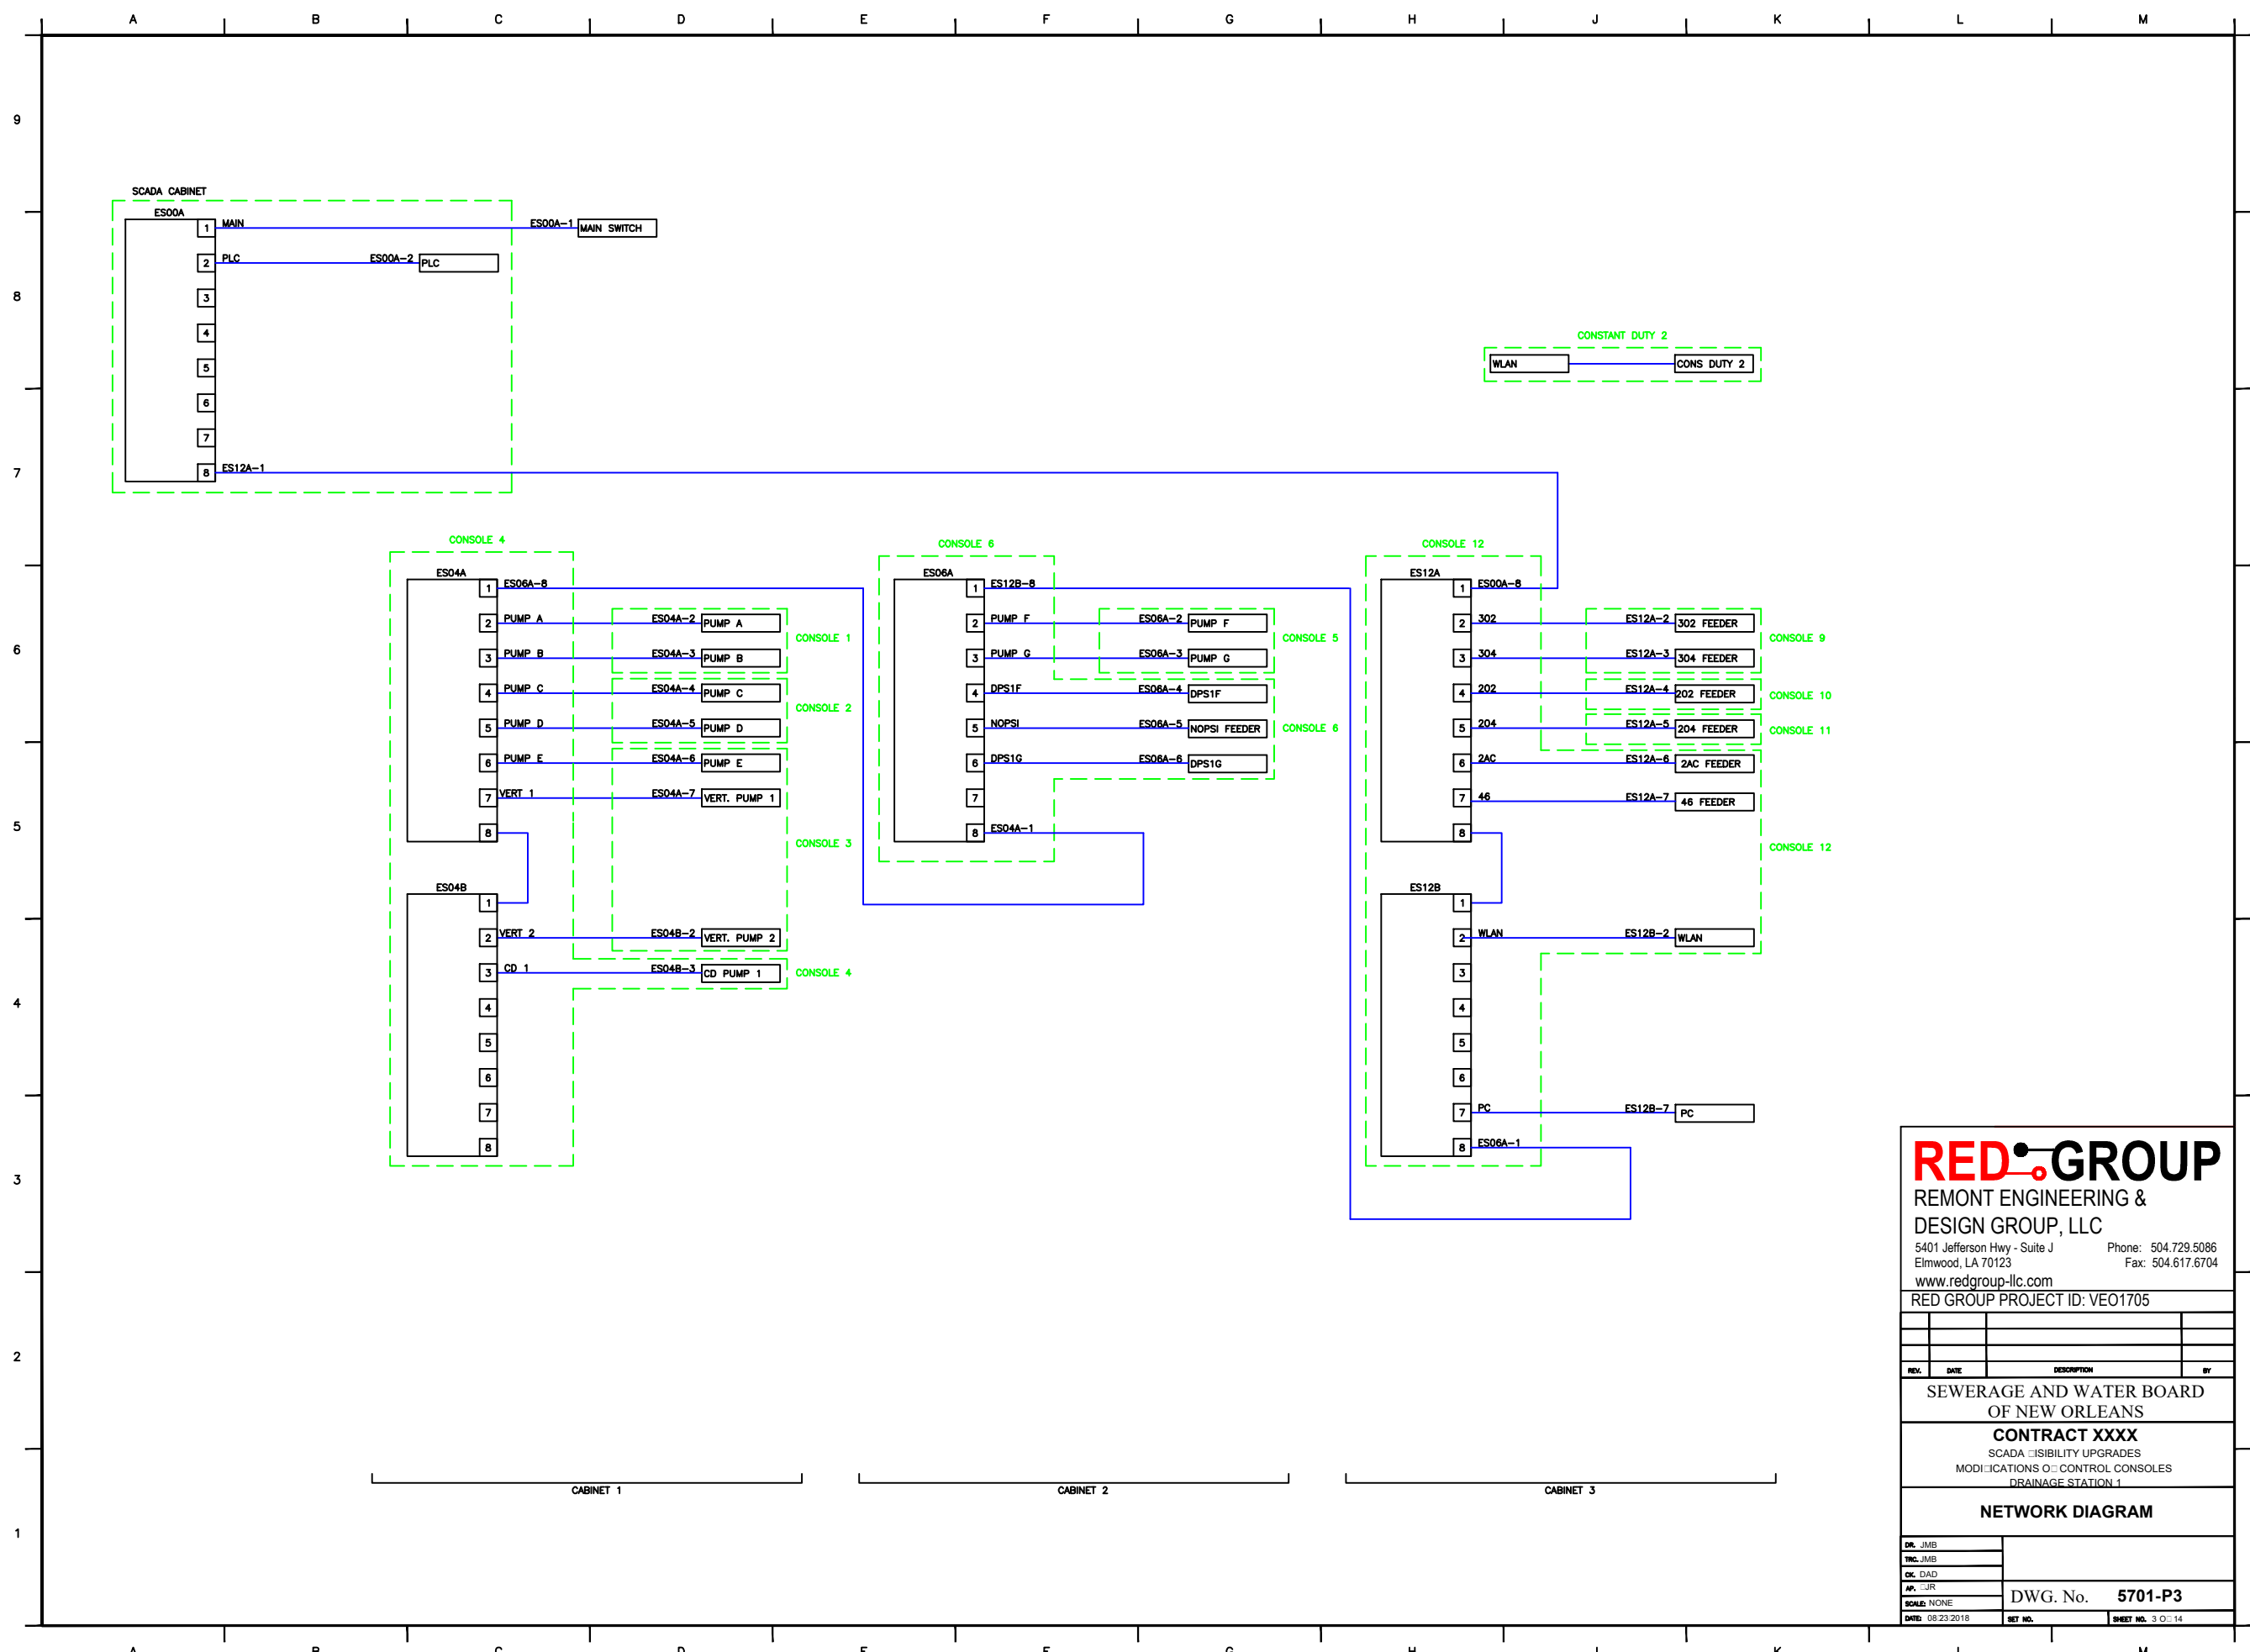 A B C D E F G H J K L M
9
8
7
6
5
4
3
2
1
SCADA CABINET
ES00A
1 MAIN ES00A-1 MAIN SWITCH
2 PLC ES00A-2 PLC
3
4
5
6
7
8 ES12A-1
CONSTANT DUTY 2
WLAN CONS DUTY 2
CONSOLE 4
ES04A
1 ES06A-8
2 PUMP A ES04A-2 PUMP A
CONSOLE 1
3 PUMP B ES04A-3 PUMP B
4 PUMP C ES04A-4 PUMP C
CONSOLE 2
5 PUMP D ES04A-5 PUMP D
6 PUMP E ES04A-6 PUMP E
7 VERT 1 ES04A-7 VERT. PUMP 1
8
CONSOLE 3
ES04B
1
2 VERT 2 ES04B-2 VERT. PUMP 2
3 CD 1 ES04B-3 CD PUMP 1 CONSOLE 4
4
5
6
7
8
CONSOLE 6
ES06A
1 ES12B-8
2 PUMP F ES06A-2 PUMP F
CONSOLE 5
3 PUMP G ES06A-3 PUMP G
4 DPS1F ES06A-4 DPS1F
5 NOPSI ES06A-5 NOPSI FEEDER CONSOLE 6
6 DPS1G ES06A-6 DPS1G
7
8 ES04A-1
CONSOLE 12
ES12A
1 ES00A-8
2 302 ES12A-2 302 FEEDER
CONSOLE 9
3 304 ES12A-3 304 FEEDER
4 202 ES12A-4 202 FEEDER CONSOLE 10
5 204 ES12A-5 204 FEEDER CONSOLE 11
6 2AC ES12A-6 2AC FEEDER
7 46 ES12A-7 46 FEEDER
8
CONSOLE 12
ES12B
1
2 WLAN ES12B-2 WLAN
3
4
5
6
7 PC ES12B-7 PC
8 ES06A-1
CABINET 1
CABINET 2
CABINET 3
RED GROUP
REMONT ENGINEERING &
DESIGN GROUP, LLC
5401 Jefferson Hwy - Suite J Phone: 504.729.5086
Elmwood, LA 70123 Fax: 504.617.6704
www.redgroup-llc.com
RED GROUP PROJECT ID: VEO1705
REV. DATE DESCRIPTION BY
SEWERAGE AND WATER BOARD
OF NEW ORLEANS
CONTRACT XXXX
SCADA □ISIBILITY UPGRADES
MODI□ICATIONS O□ CONTROL CONSOLES
DRAINAGE STATION 1
NETWORK DIAGRAM
DR. JMB
TRC. JMB
CK. DAD
AP. □JR
SCALE: NONE
DWG. No. 5701-P3
DATE: 08□23□2018 SET NO. SHEET NO. 3 O□ 14
A B C D E F G H J K L M